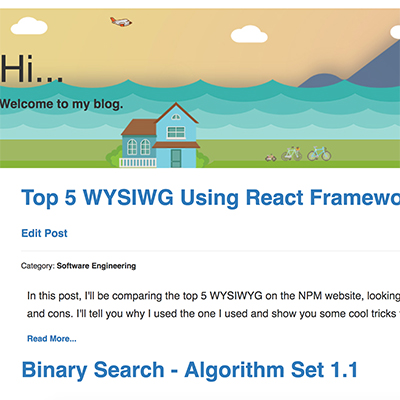 Hi...
Welcome to my blog.
Top 5 WYSIWG Using React Framewo
Edit Post
Category: Software Engineering
In this post, I'll be comparing the top 5 WYSIWYG on the NPM website, looking
and cons. I'll tell you why I used the one I used and show you some cool tricks
Read More...
Binary Search - Algorithm Set 1.1